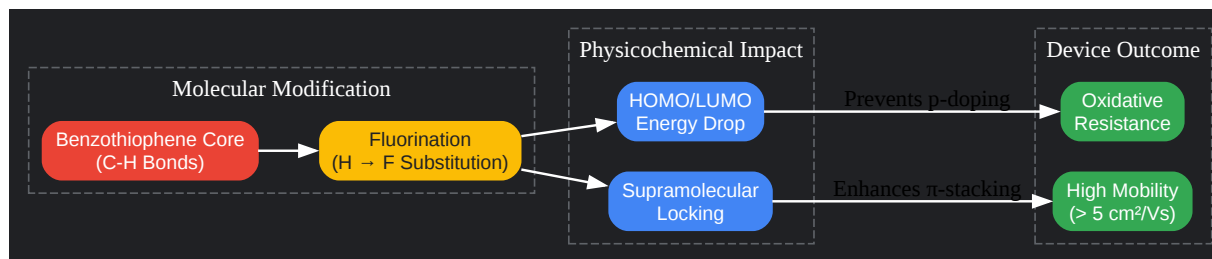 Molecular Modification
Benzothiophene Core
(C-H Bonds)
Fluorination
(H → F Substitution)
Physicochemical Impact
HOMO/LUMO
Energy Drop
Supramolecular
Locking
Prevents p-doping
Enhances π-stacking
Device Outcome
Oxidative
Resistance
High Mobility
(> 5 cm²/Vs)